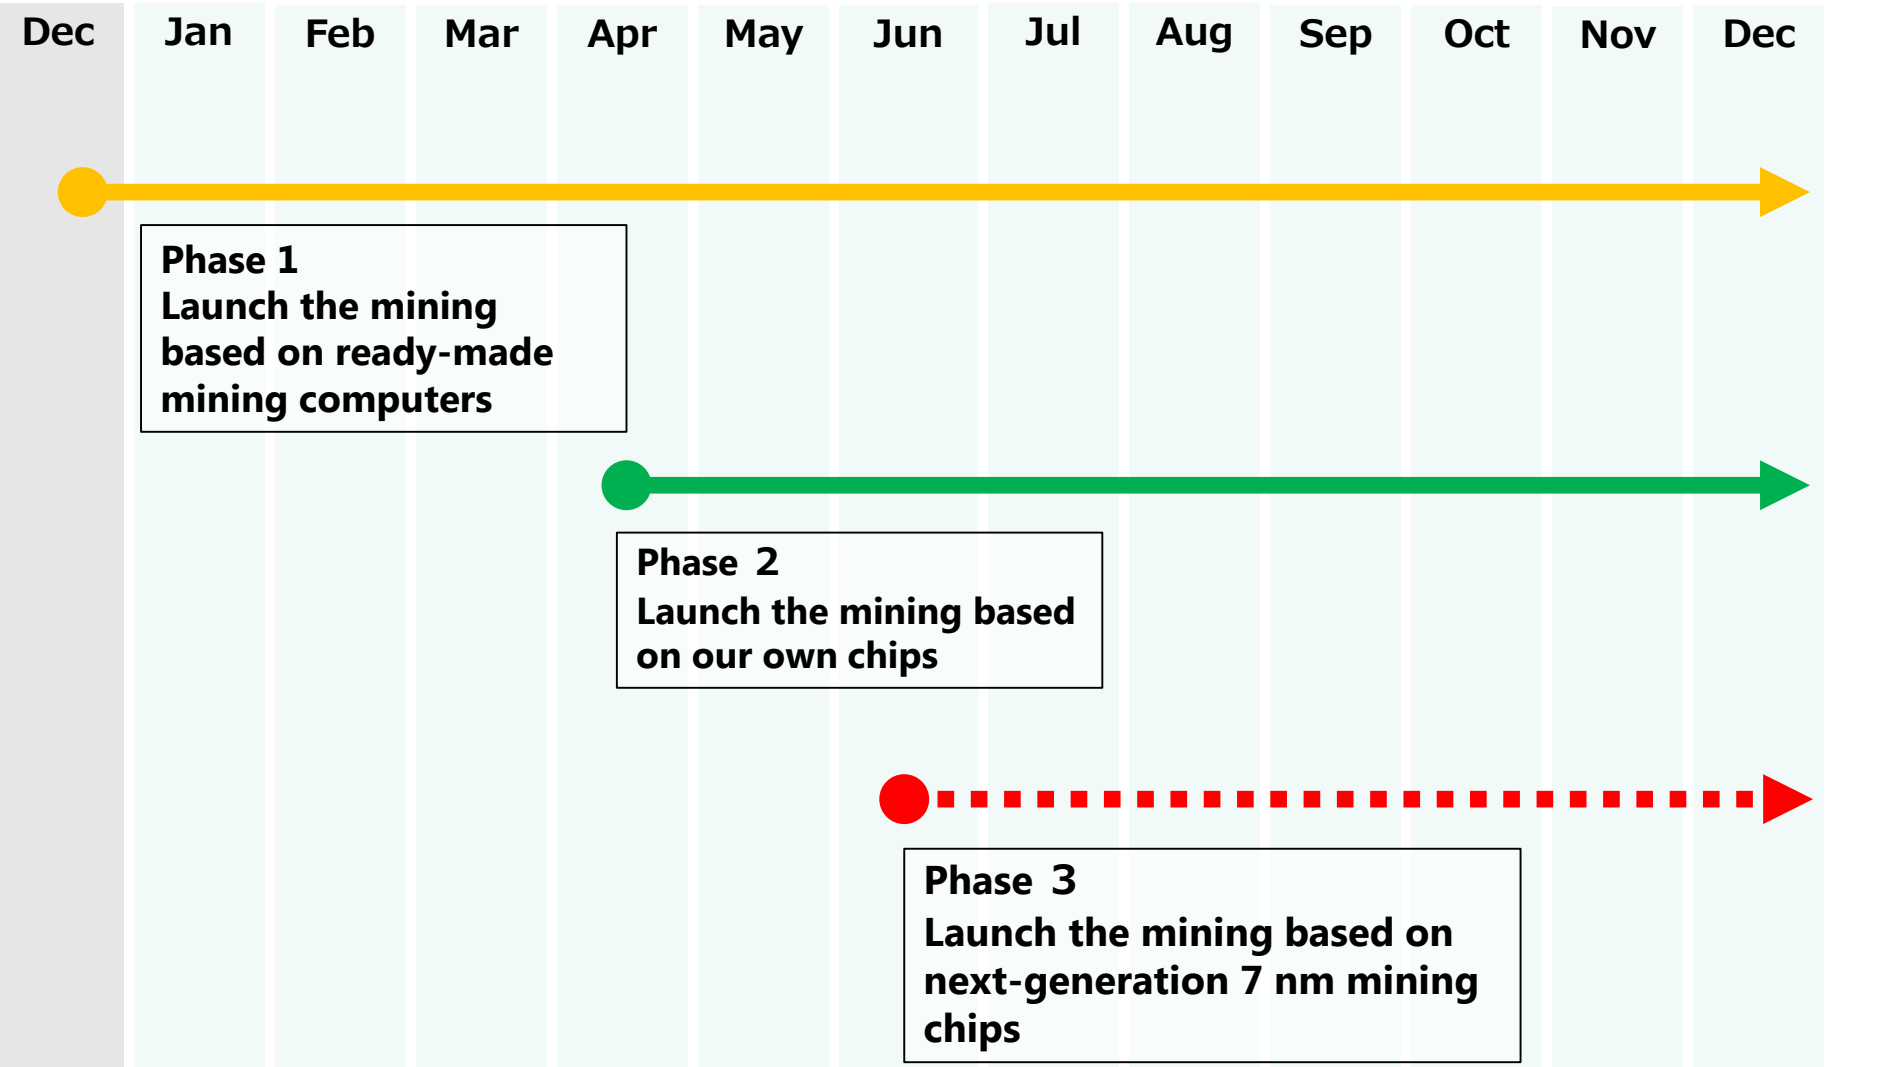 Dec Jan Feb Mar Apr May Jun Jul Aug Sep Oct Nov Dec
Phase 1
Launch the mining
based on ready-made
mining computers
Phase ２
Launch the mining based
on our own chips
Phase ３
Launch the mining based on
next-generation 7 nm mining
chips